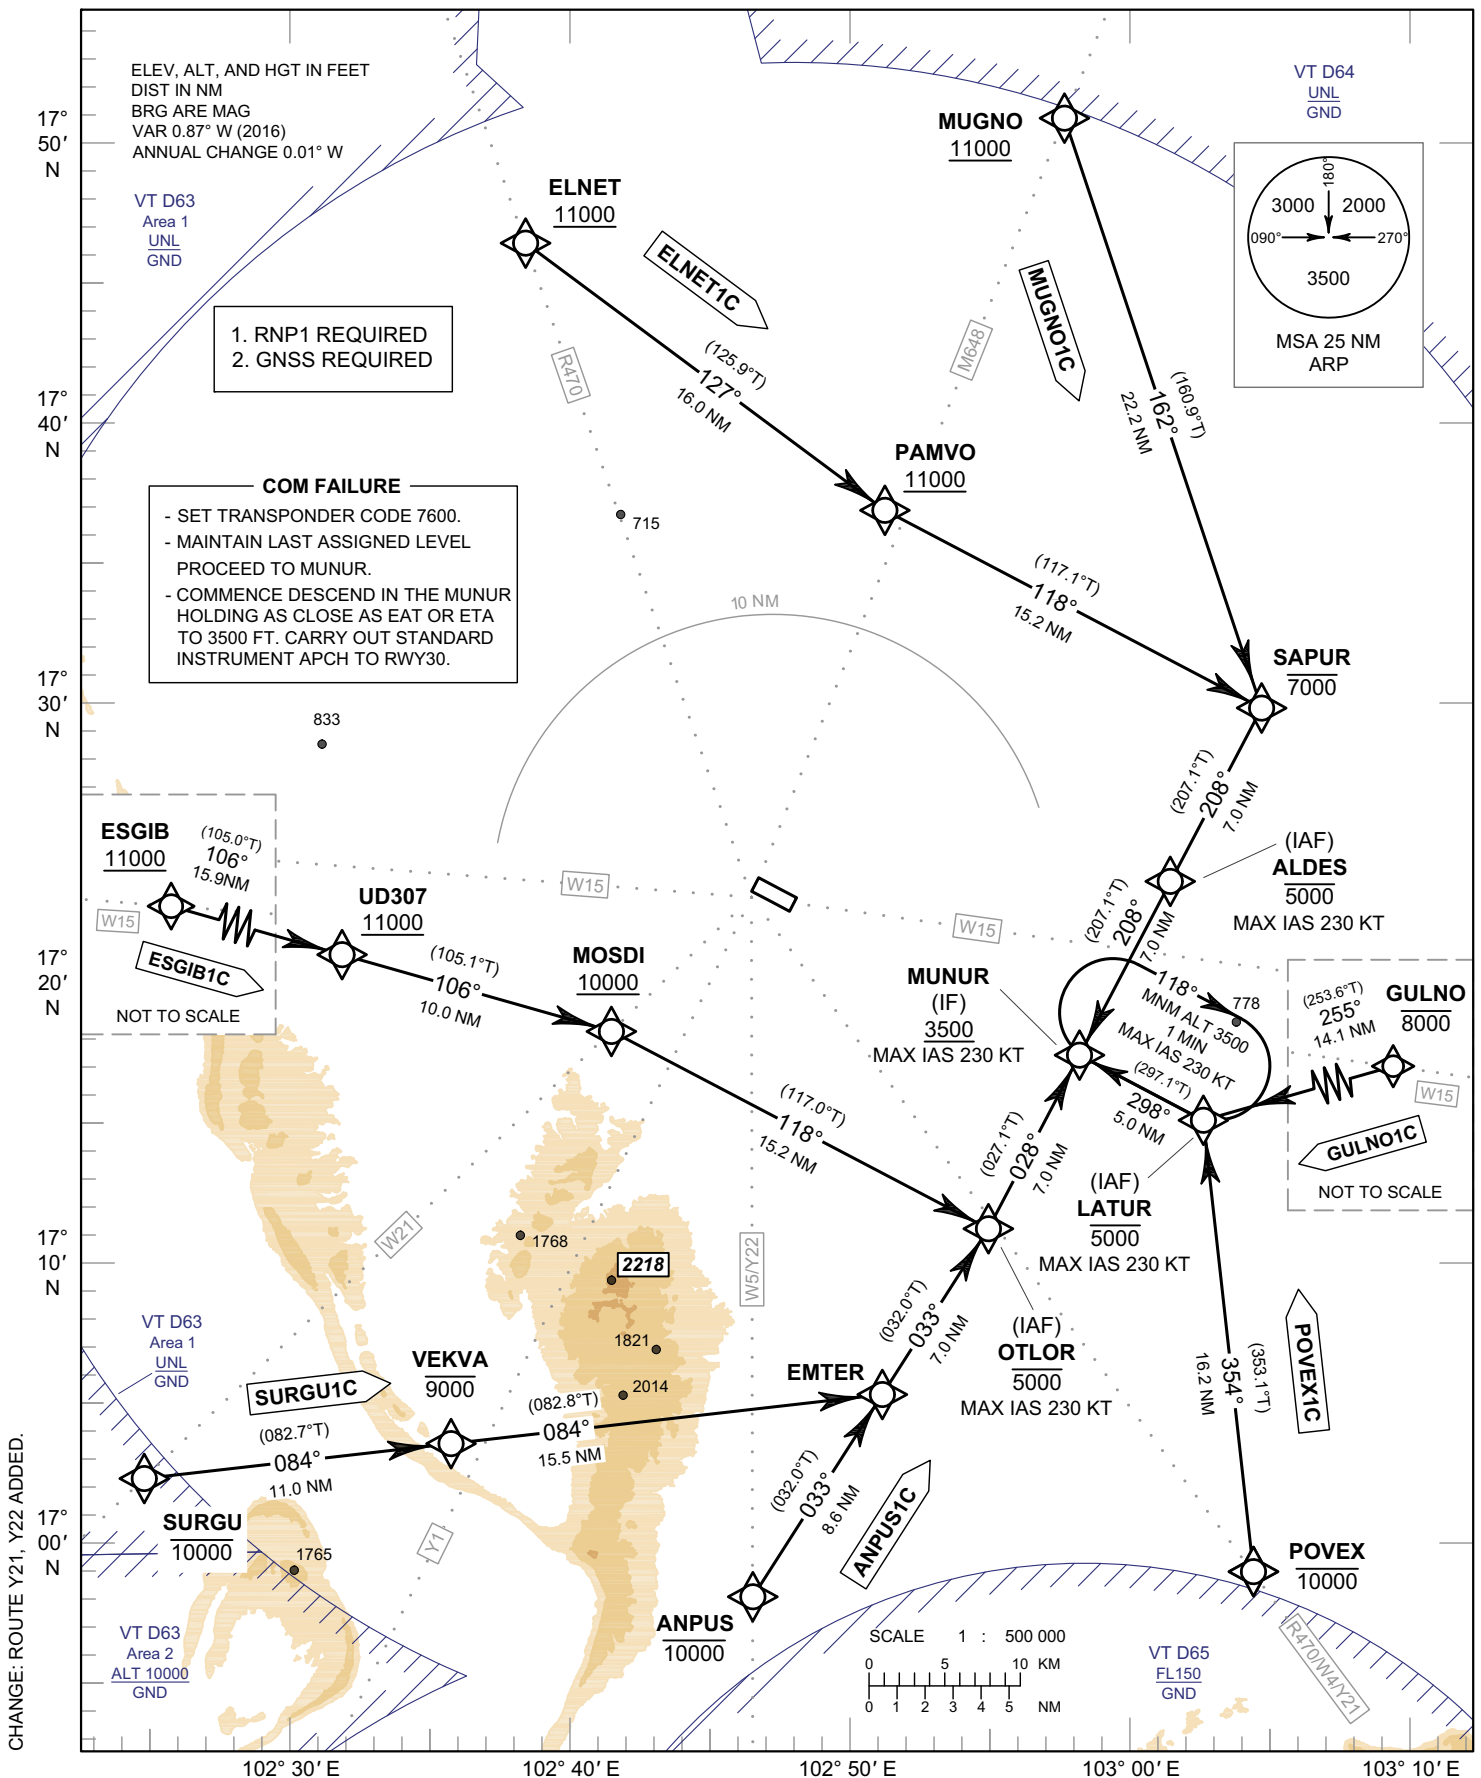 ELEV, ALT, AND HGT IN FEET
DIST IN NM
BRG ARE MAG
VAR 0.87° W (2016)
ANNUAL CHANGE 0.01° W
VT D63
Area 1
UNL
GND
1. RNP1 REQUIRED
2. GNSS REQUIRED
COM FAILURE
- SET TRANSPONDER CODE 7600.
- MAINTAIN LAST ASSIGNED LEVEL
PROCEED TO MUNUR.
- COMMENCE DESCEND IN THE MUNUR
HOLDING AS CLOSE AS EAT OR ETA
TO 3500 FT. CARRY OUT STANDARD
INSTRUMENT APCH TO RWY30.
VT D64
UNL
GND
180°
3000
2000
090°
270°
3500
MSA 25 NM
ARP
MUGNO
11000
ELNET
11000
ELNET1C
MUGNO1C
R470
M648
(125.9°T)
127°
16.0 NM
(160.9°T)
162°
22.2 NM
PAMVO
11000
715
(117.1°T)
118°
15.2 NM
10 NM
SAPUR
7000
833
(207.1°T)
208°
7.0 NM
(IAF)
ALDES
5000
MAX IAS 230 KT
ESGIB
11000
(105.0°T)
106°
15.9NM
W15
ESGIB1C
NOT TO SCALE
UD307
11000
W15
(105.1°T)
106°
10.0 NM
MOSDI
10000
W15
(207.1°T)
208°
7.0 NM
MUNUR
(IF)
3500
MAX IAS 230 KT
118°
MNM ALT 3500
1 MIN
MAX IAS 230 KT
778
(297.1°T)
298°
5.0 NM
(253.6°T)
255°
14.1 NM
GULNO
8000
W15
GULNO1C
NOT TO SCALE
(117.0°T)
118°
15.2 NM
(027.1°T)
028°
7.0 NM
(IAF)
LATUR
5000
MAX IAS 230 KT
W21
1768
2218
1821
2014
W5/Y22
(032.0°T)
033°
7.0 NM
(IAF)
OTLOR
5000
MAX IAS 230 KT
POVEX1C
(353.1°T)
354°
16.2 NM
VT D63
Area 1
UNL
GND
SURGU1C
VEKVA
9000
EMTER
(082.7°T)
084°
11.0 NM
(082.8°T)
084°
15.5 NM
SURGU
10000
1765
Y1
(032.0°T)
033°
8.6 NM
ANPUS1C
ANPUS
10000
POVEX
10000
R470/W4/Y21
VT D63
Area 2
ALT 10000
GND
SCALE 1 : 500 000
0 5 10 KM
0 1 2 3 4 5 NM
VT D65
FL150
GND
17°
50′
N
17°
40′
N
17°
30′
N
17°
20′
N
17°
10′
N
17°
00′
N
102° 30′ E
102° 40′ E
102° 50′ E
103° 00′ E
103° 10′ E
CHANGE: ROUTE Y21, Y22 ADDED.